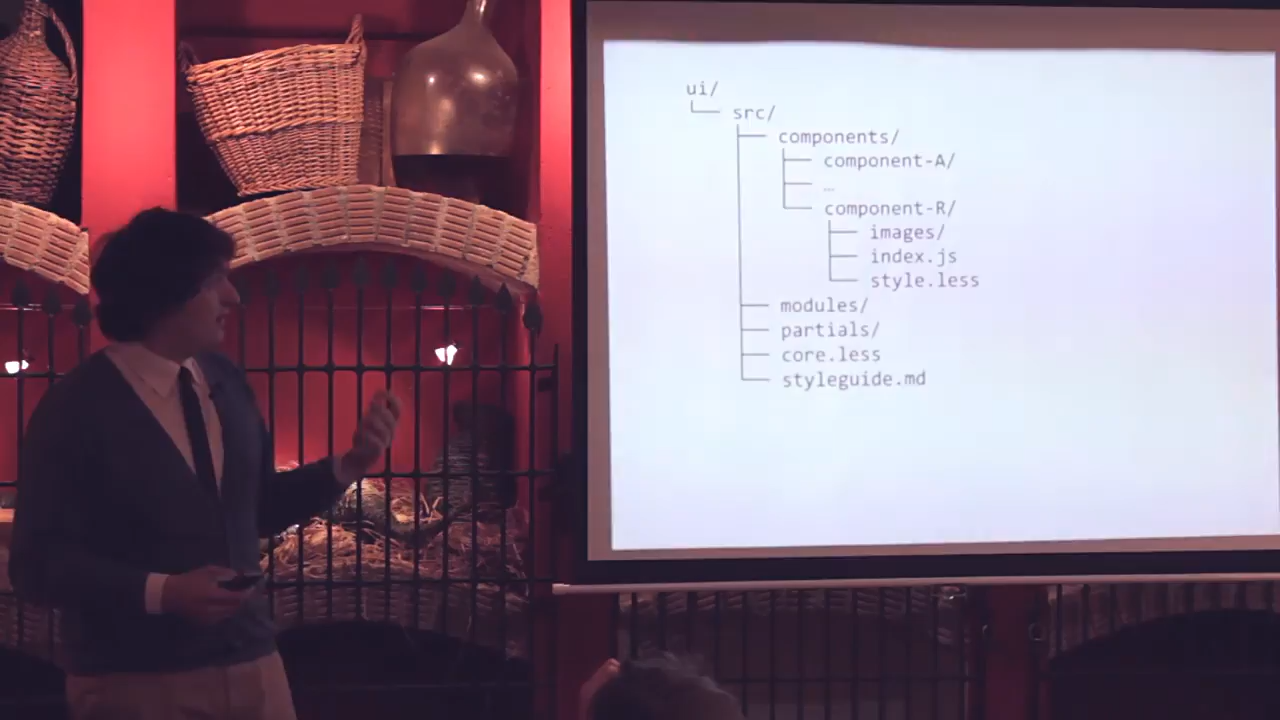 ui/
src/
components/
component-A/
…
component-R/
images/
index.js
style.less
modules/
partials/
core.less
styleguide.md